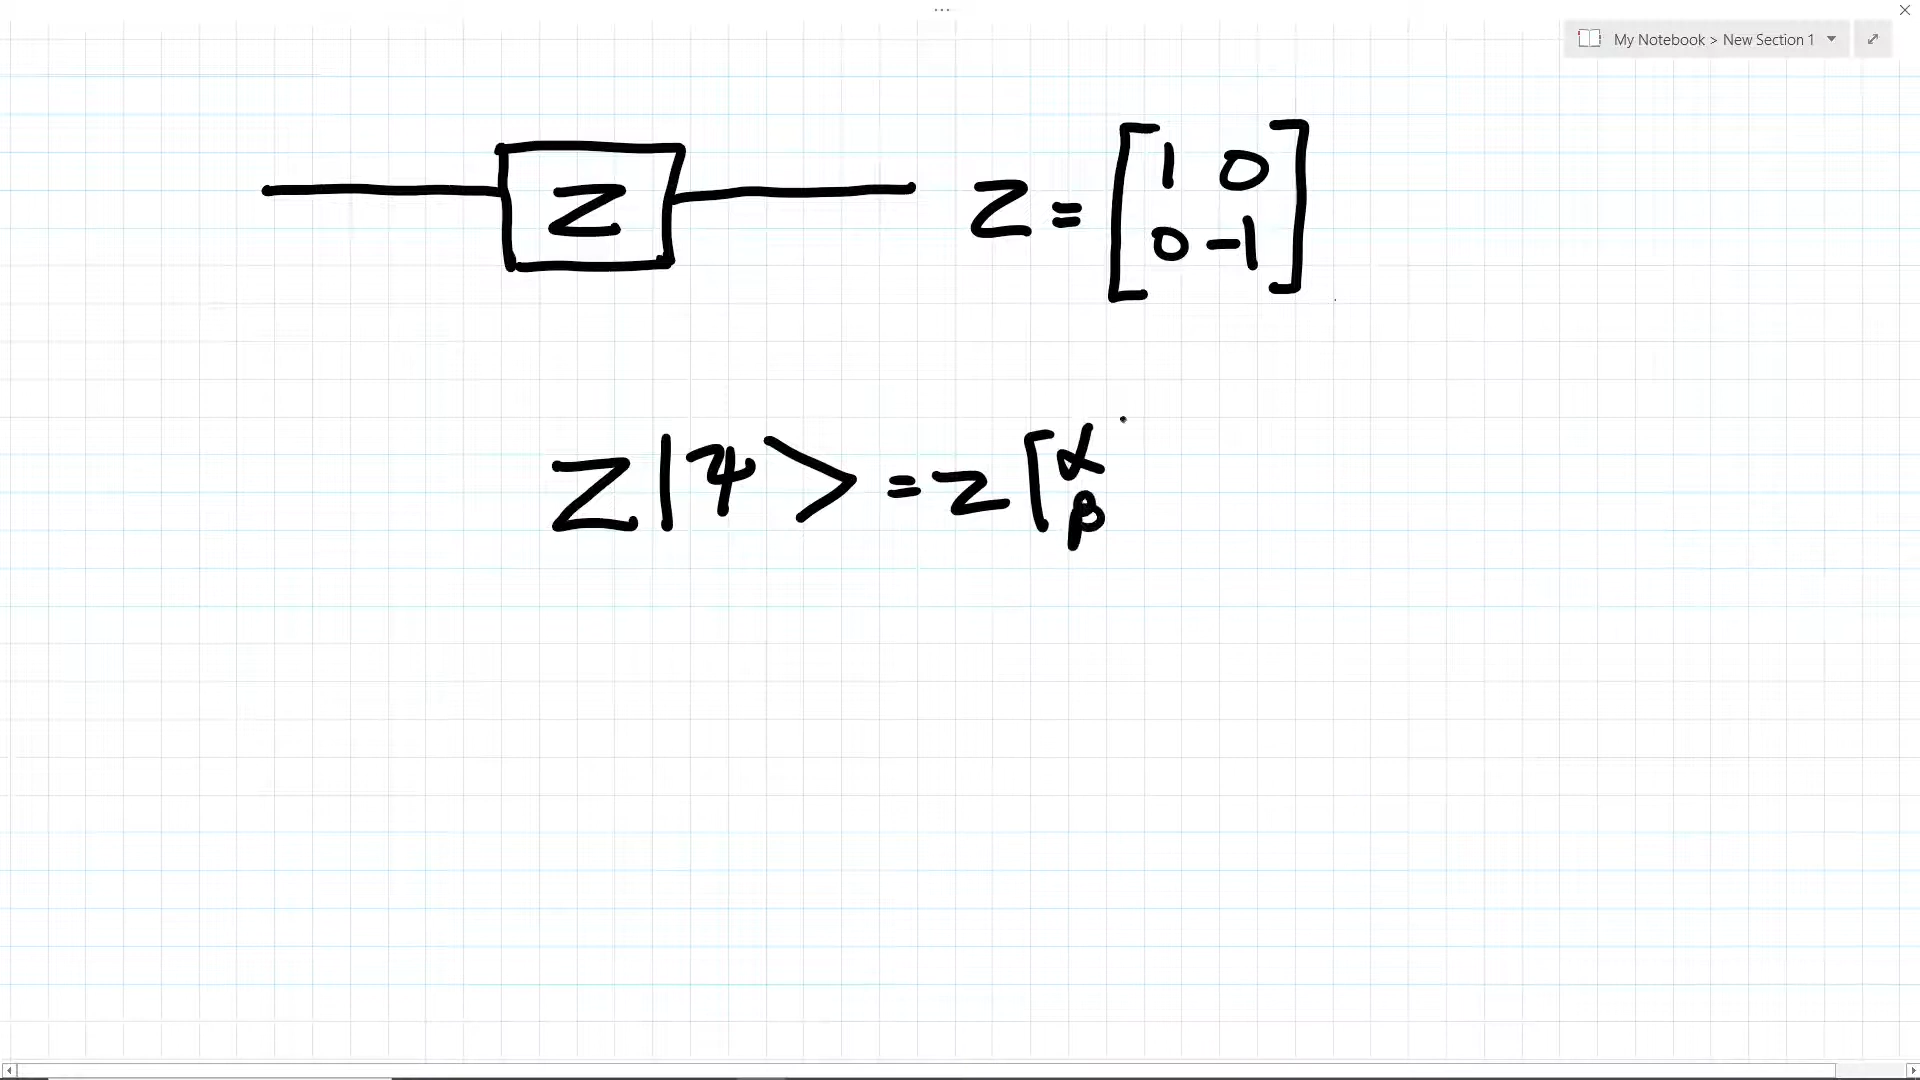 ...
My Notebook > New Section 1
Z
Z = [1 0
0 -1]
Z|ψ> = Z [α
β